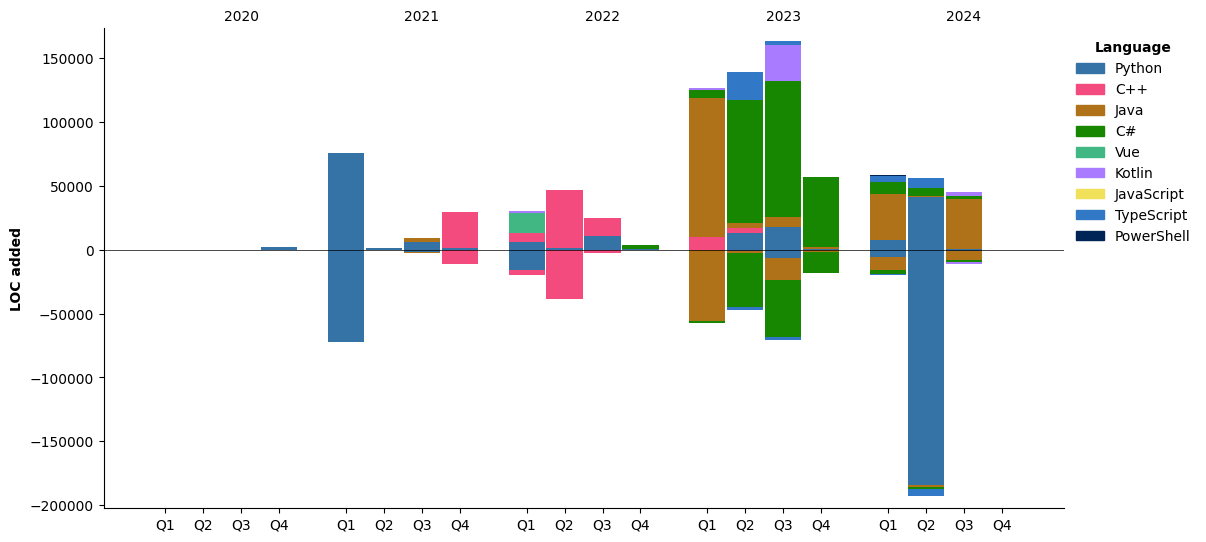 2020 2021 2022 2023 2024
Language
Python
C++
Java
C#
Vue
Kotlin
JavaScript
TypeScript
PowerShell
LOC added
150000
100000
50000
0
−50000
−100000
−150000
−200000
Q1 Q2 Q3 Q4 Q1 Q2 Q3 Q4 Q1 Q2 Q3 Q4 Q1 Q2 Q3 Q4 Q1 Q2 Q3 Q4